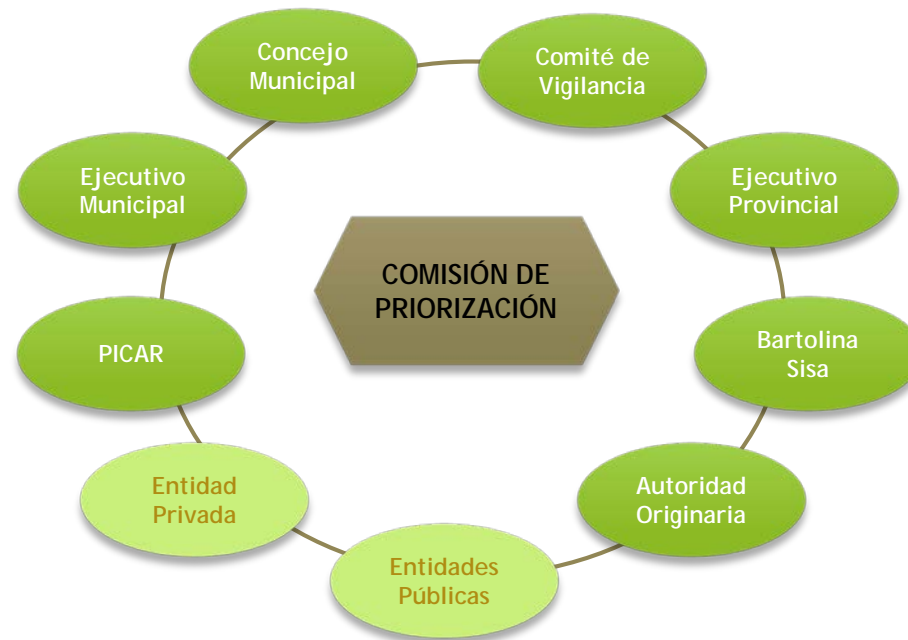 Concejo
Municipal
Comité de
Vigilancia
Ejecutivo
Municipal
Ejecutivo
Provincial
COMISIÓN DE
PRIORIZACIÓN
PICAR
Bartolina
Sisa
Entidad
Privada
Autoridad
Originaria
Entidades
Públicas